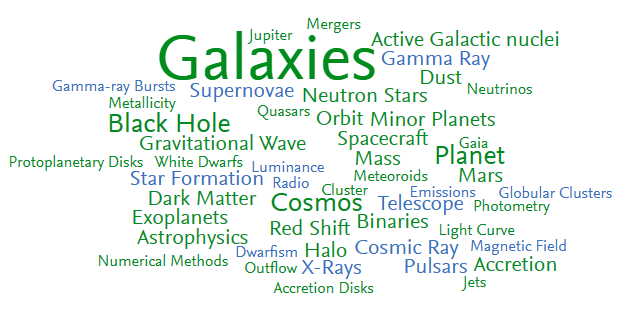 Mergers
Jupiter
Galaxies
Active Galactic nuclei
Gamma Ray
Dust
Gamma-ray Bursts
Supernovae
Neutron Stars
Neutrinos
Metallicity
Quasars
Black Hole
Orbit
Minor Planets
Gravitational Wave
Spacecraft
Gaia
Protoplanetary Disks
White Dwarfs
Luminance
Mass
Planet
Star Formation
Radio
Meteoroids
Mars
Dark Matter
Cluster
Emissions
Globular Clusters
Cosmos
Telescope
Photometry
Exoplanets
Red Shift
Binaries
Light Curve
Astrophysics
Dwarfism
Halo
Cosmic Ray
Magnetic Field
Numerical Methods
Outflow
X-Rays
Pulsars
Accretion
Accretion Disks
Jets